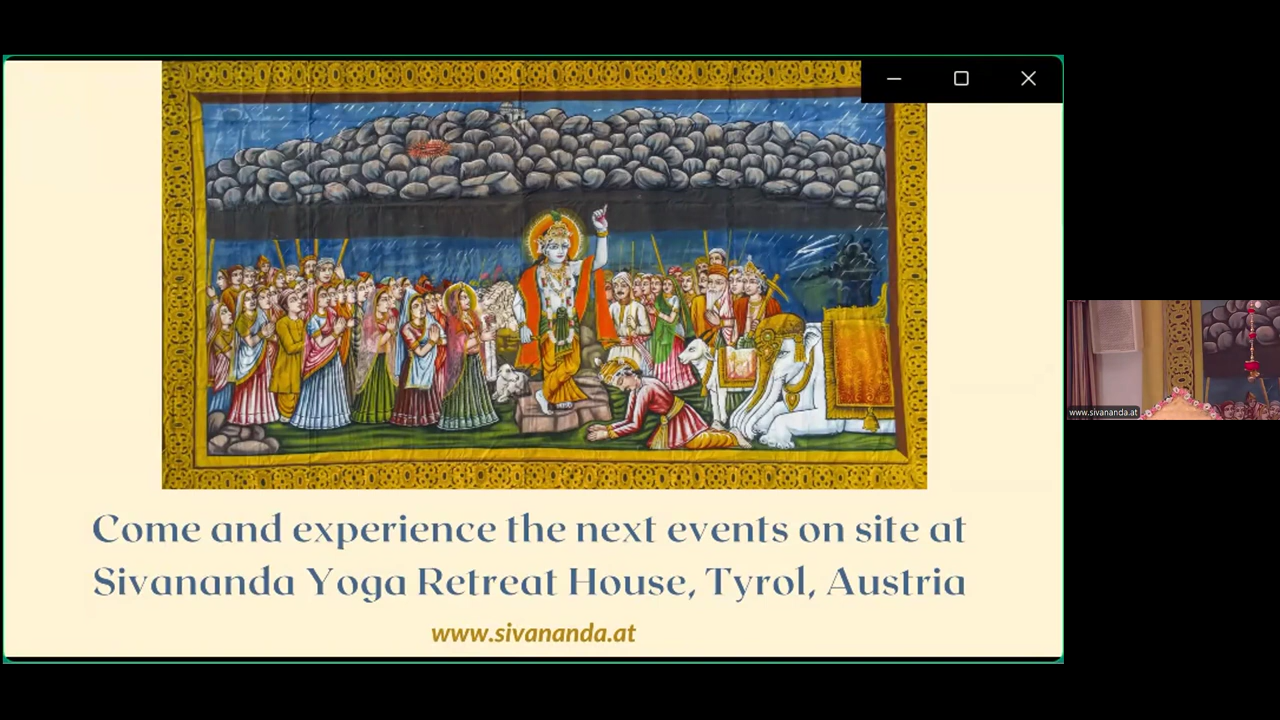 Come and experience the next events on site at
Sivananda Yoga Retreat House, Tyrol, Austria
www.sivananda.at
www.sivananda.at